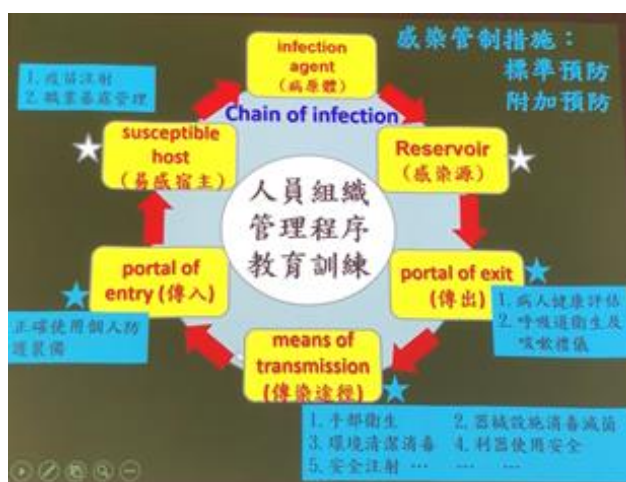 感染管制措施：
標準預防
附加預防
infection
agent
(病原體)
1. 疫苗注射
2. 職業暴露管理
Chain of infection
susceptible
host
(易感宿主)
Reservoir
(感染源)
人員組織
管理程序
教育訓練
portal of
entry (傳入)
portal of exit
(傳出)
1. 病人健康評估
2. 呼吸道衛生及
咳嗽禮儀
正確使用個人防
護裝備
means of
transmission
(傳染途徑)
1. 手部衛生 2. 器械設施消毒滅菌
3. 環境清潔消毒 4. 利器使用安全
5. 安全注射 … … …